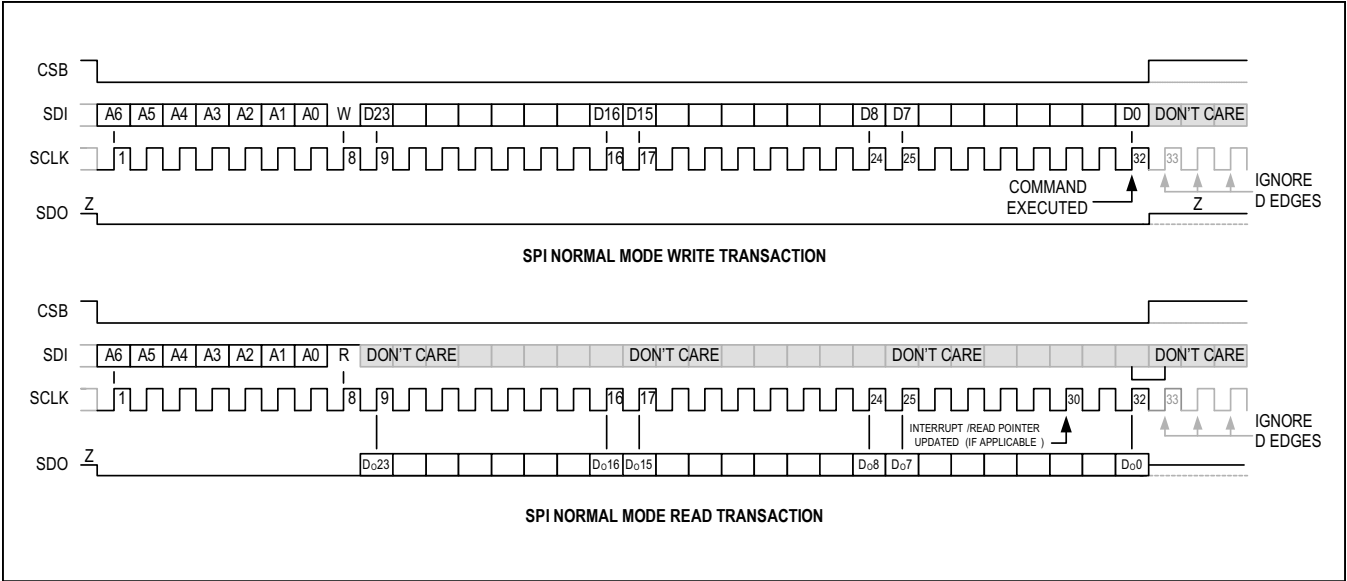 CSB
SDI A6 A5 A4 A3 A2 A1 A0 W D23 D16 D15 D8 D7 D0 DON'T CARE
SCLK 1 8 9 16 17 24 25 32 33
COMMAND
EXECUTED
IGNORE
D EDGES
SDO Z Z
SPI NORMAL MODE WRITE TRANSACTION
CSB
SDI A6 A5 A4 A3 A2 A1 A0 R DON'T CARE DON'T CARE DON'T CARE DON'T CARE
SCLK 1 8 9 16 17 24 25 30 32 33
INTERRUPT /READ POINTER
UPDATED (IF APPLICABLE )
IGNORE
D EDGES
SDO Z Do23 Do16 Do15 Do8 Do7 Do0
SPI NORMAL MODE READ TRANSACTION